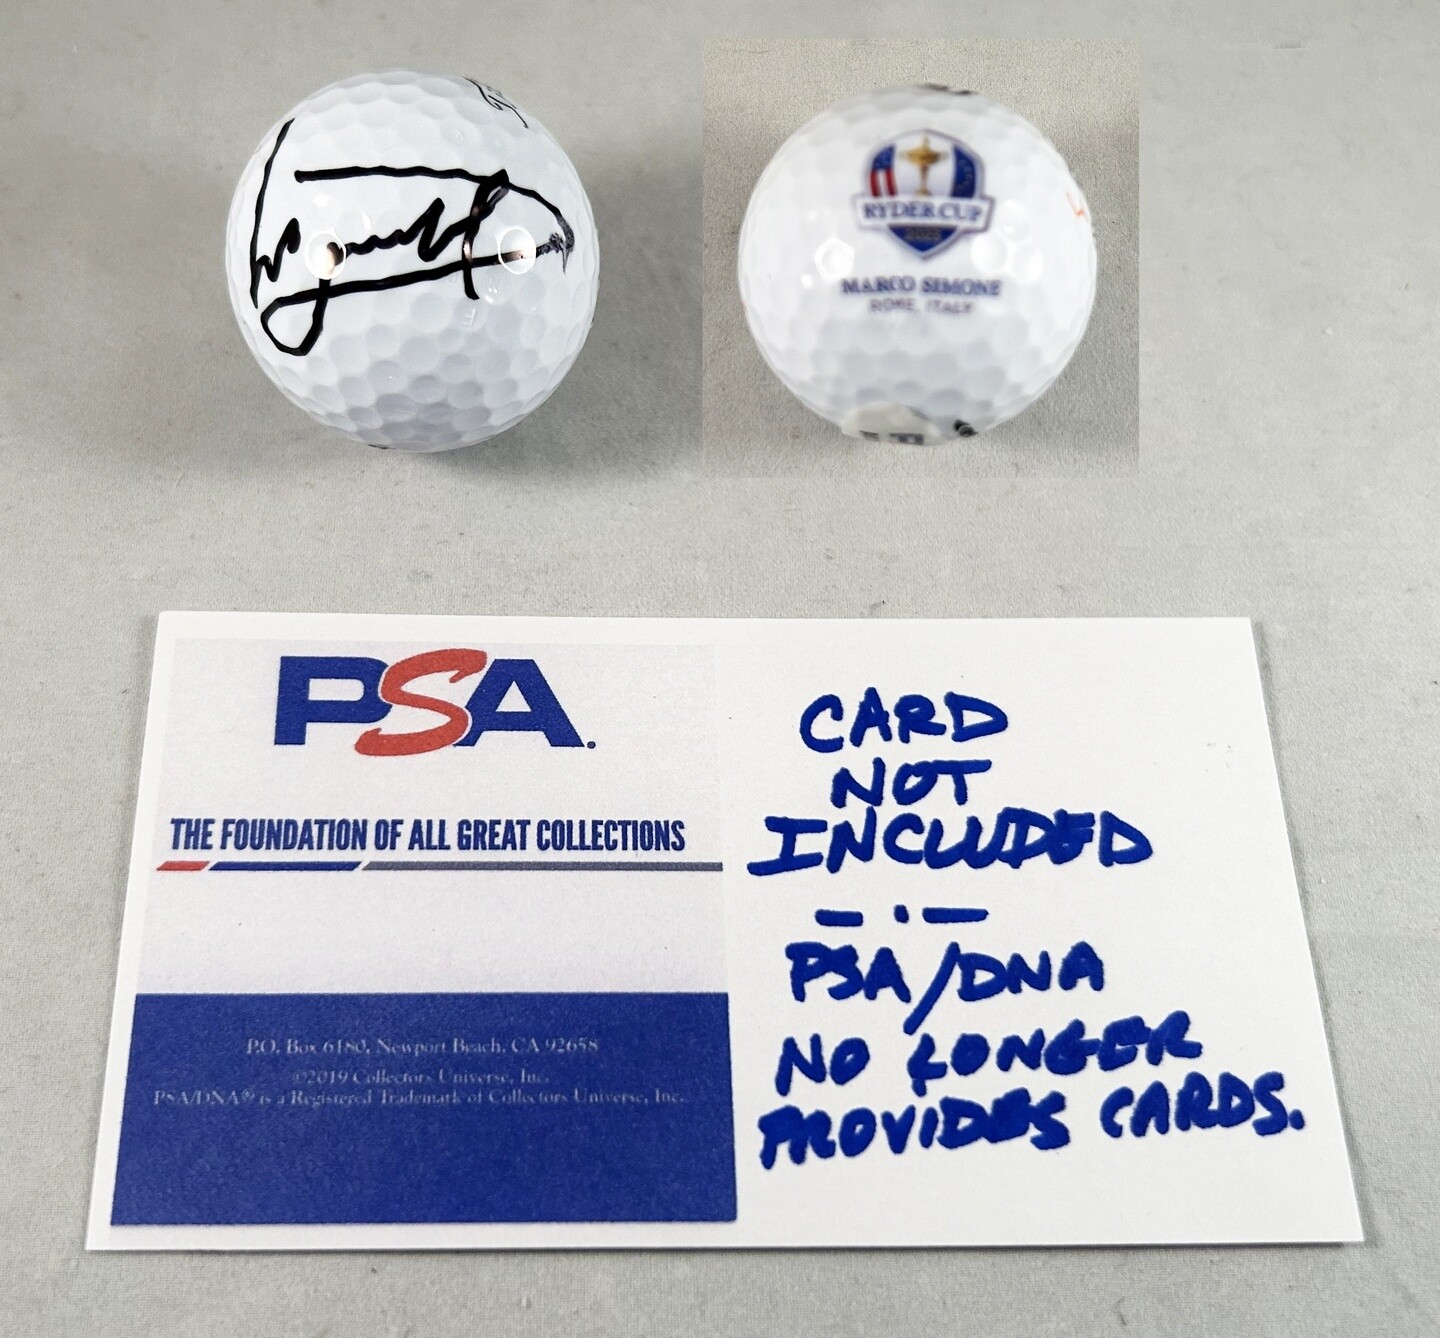 RYDER CUP
MARCO SIMONE
ROME, ITALY
PSA.
THE FOUNDATION OF ALL GREAT COLLECTIONS
P.O. Box 6180, Newport Beach, CA 92658
©2019 Collectors Universe, Inc.
PSA/DNA® is a Registered Trademark of Collectors Universe, Inc.
CARD
NOT
INCLUDED
- · -
PSA/DNA
NO LONGER
PROVIDES CARDS.